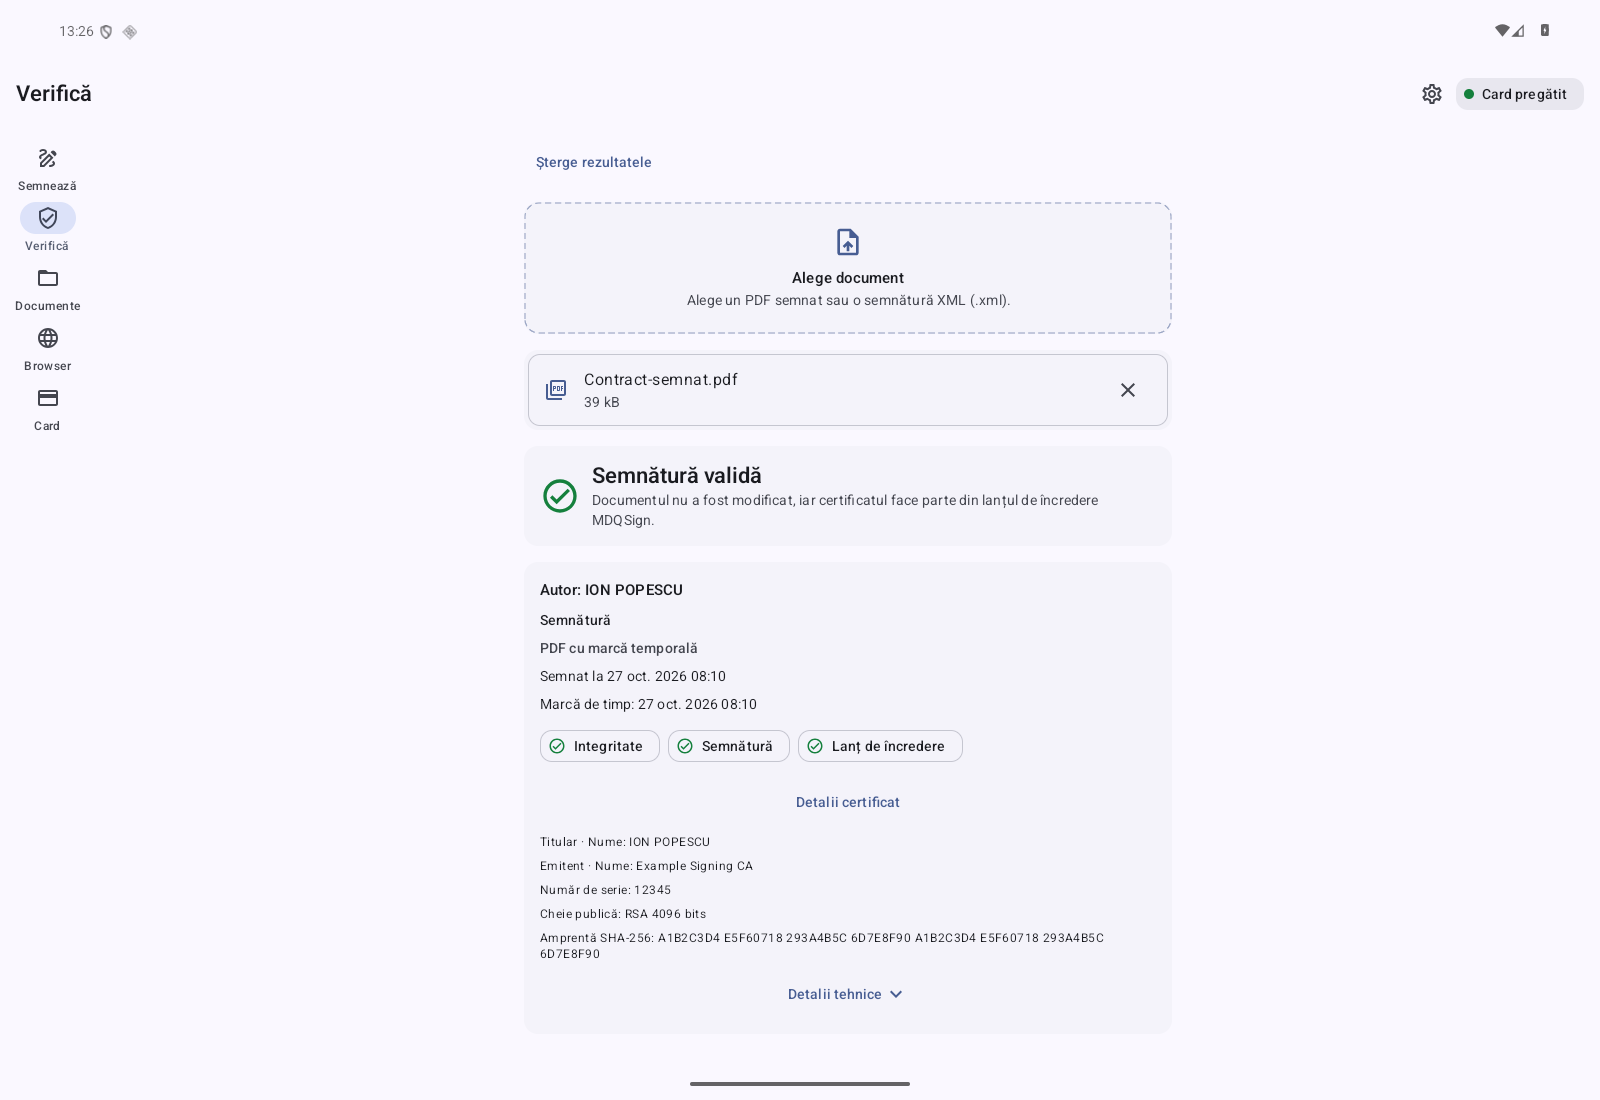 13:26
Verifică
Card pregătit
Semnează
Verifică
Documente
Browser
Card
Șterge rezultatele
Alege document
Alege un PDF semnat sau o semnătură XML (.xml).
PDF
Contract-semnat.pdf
39 kB
Semnătură validă
Documentul nu a fost modificat, iar certificatul face parte din lanțul de încredere
MDQSign.
Autor: ION POPESCU
Semnătură
PDF cu marcă temporală
Semnat la 27 oct. 2026 08:10
Marcă de timp: 27 oct. 2026 08:10
Integritate
Semnătură
Lanț de încredere
Detalii certificat
Titular · Nume: ION POPESCU
Emitent · Nume: Example Signing CA
Număr de serie: 12345
Cheie publică: RSA 4096 bits
Amprentă SHA-256: A1B2C3D4 E5F60718 293A4B5C 6D7E8F90 A1B2C3D4 E5F60718 293A4B5C
6D7E8F90
Detalii tehnice